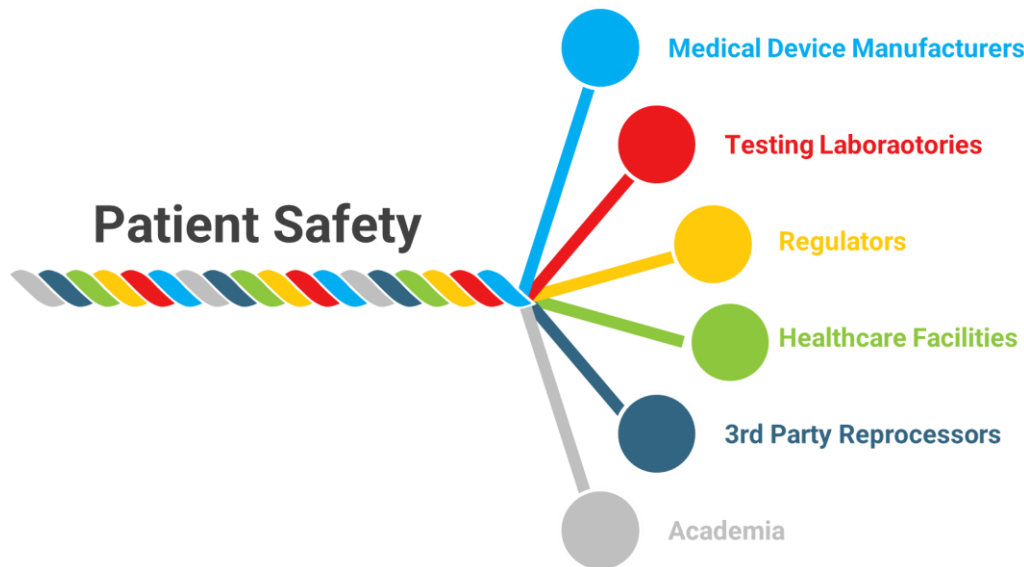 Medical Device Manufacturers
Testing Laboraotories
Patient Safety
Regulators
Healthcare Facilities
3rd Party Reprocessors
Academia